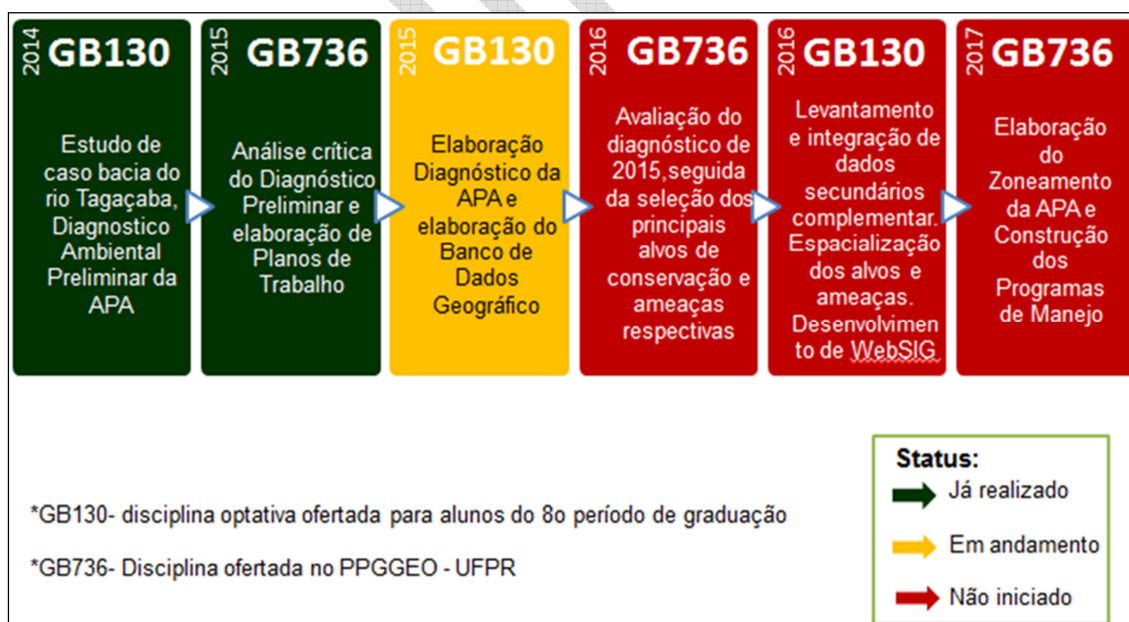 2014 GB130
Estudo de
caso bacia do
rio Tagaçaba,
Diagnostico
Ambiental
Preliminar da
APA
2015 GB736
Análise crítica
do Diagnóstico
Preliminar e
elaboração de
Planos de
Trabalho
2015 GB130
Elaboração
Diagnóstico da
APA e
elaboração do
Banco de
Dados
Geográfico
2016 GB736
Avaliação do
diagnóstico de
2015,seguida
da seleção dos
principais
alvos de
conservação e
ameaças
respectivas
2016 GB130
Levantamento
e integração de
dados
secundários
complementar.
Espacialização
dos alvos e
ameaças.
Desenvolvimen
to de WebSIG
2017 GB736
Elaboração
do
Zoneamento
da APA e
Construção
dos
Programas
de Manejo
*GB130- disciplina optativa ofertada para alunos do 8o período de graduação
*GB736- Disciplina ofertada no PPGGEO - UFPR
Status:
Já realizado
Em andamento
Não iniciado